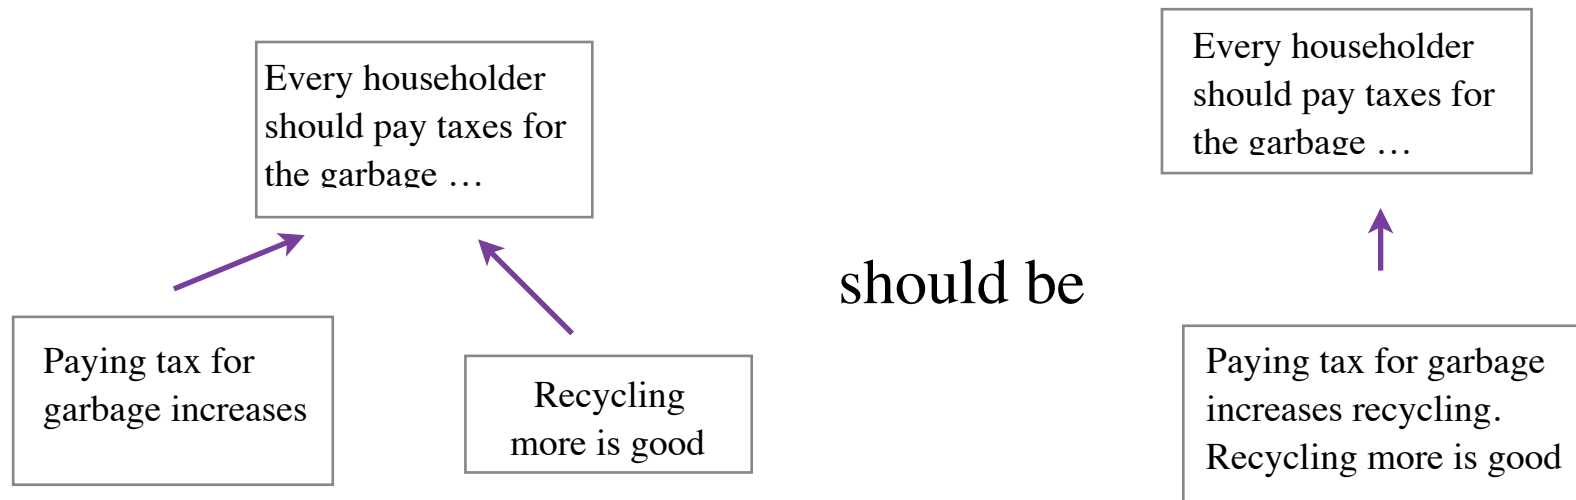 Every householder
should pay taxes for
the garbage …
Paying tax for
garbage increases
Recycling
more is good
should be
Every householder
should pay taxes for
the garbage …
Paying tax for garbage
increases recycling.
Recycling more is good